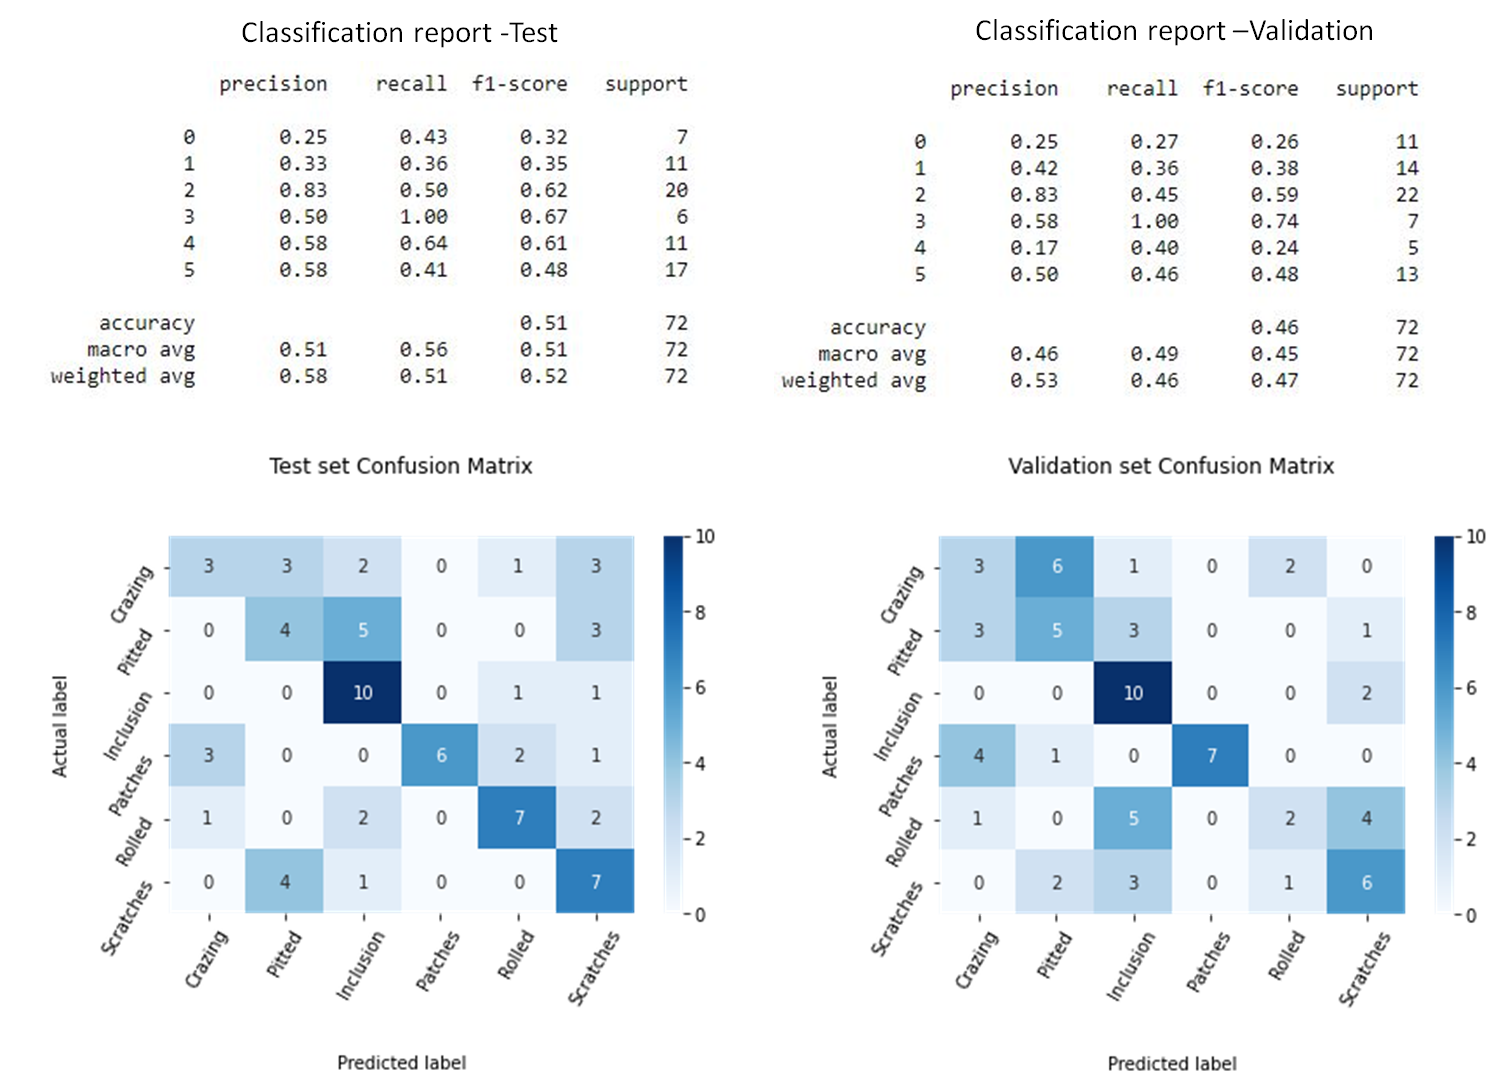 Classification report -Test
precision recall f1-score support
0 0.25 0.43 0.32 7
1 0.33 0.36 0.35 11
2 0.83 0.50 0.62 20
3 0.50 1.00 0.67 6
4 0.58 0.64 0.61 11
5 0.58 0.41 0.48 17
accuracy 0.51 72
macro avg 0.51 0.56 0.51 72
weighted avg 0.58 0.51 0.52 72
Classification report –Validation
precision recall f1-score support
0 0.25 0.27 0.26 11
1 0.42 0.36 0.38 14
2 0.83 0.45 0.59 22
3 0.58 1.00 0.74 7
4 0.17 0.40 0.24 5
5 0.50 0.46 0.48 13
accuracy 0.46 72
macro avg 0.46 0.49 0.45 72
weighted avg 0.53 0.46 0.47 72
Test set Confusion Matrix
Actual label
Crazing 3 3 2 0 1 3
Pitted 0 4 5 0 0 3
Inclusion 0 0 10 0 1 1
Patches 3 0 0 6 2 1
Rolled 1 0 2 0 7 2
Scratches 0 4 1 0 0 7
Crazing Pitted Inclusion Patches Rolled Scratches
Predicted label
10
8
6
4
2
0
Validation set Confusion Matrix
Actual label
Crazing 3 6 1 0 2 0
Pitted 3 5 3 0 0 1
Inclusion 0 0 10 0 0 2
Patches 4 1 0 7 0 0
Rolled 1 0 5 0 2 4
Scratches 0 2 3 0 1 6
Crazing Pitted Inclusion Patches Rolled Scratches
Predicted label
10
8
6
4
2
0